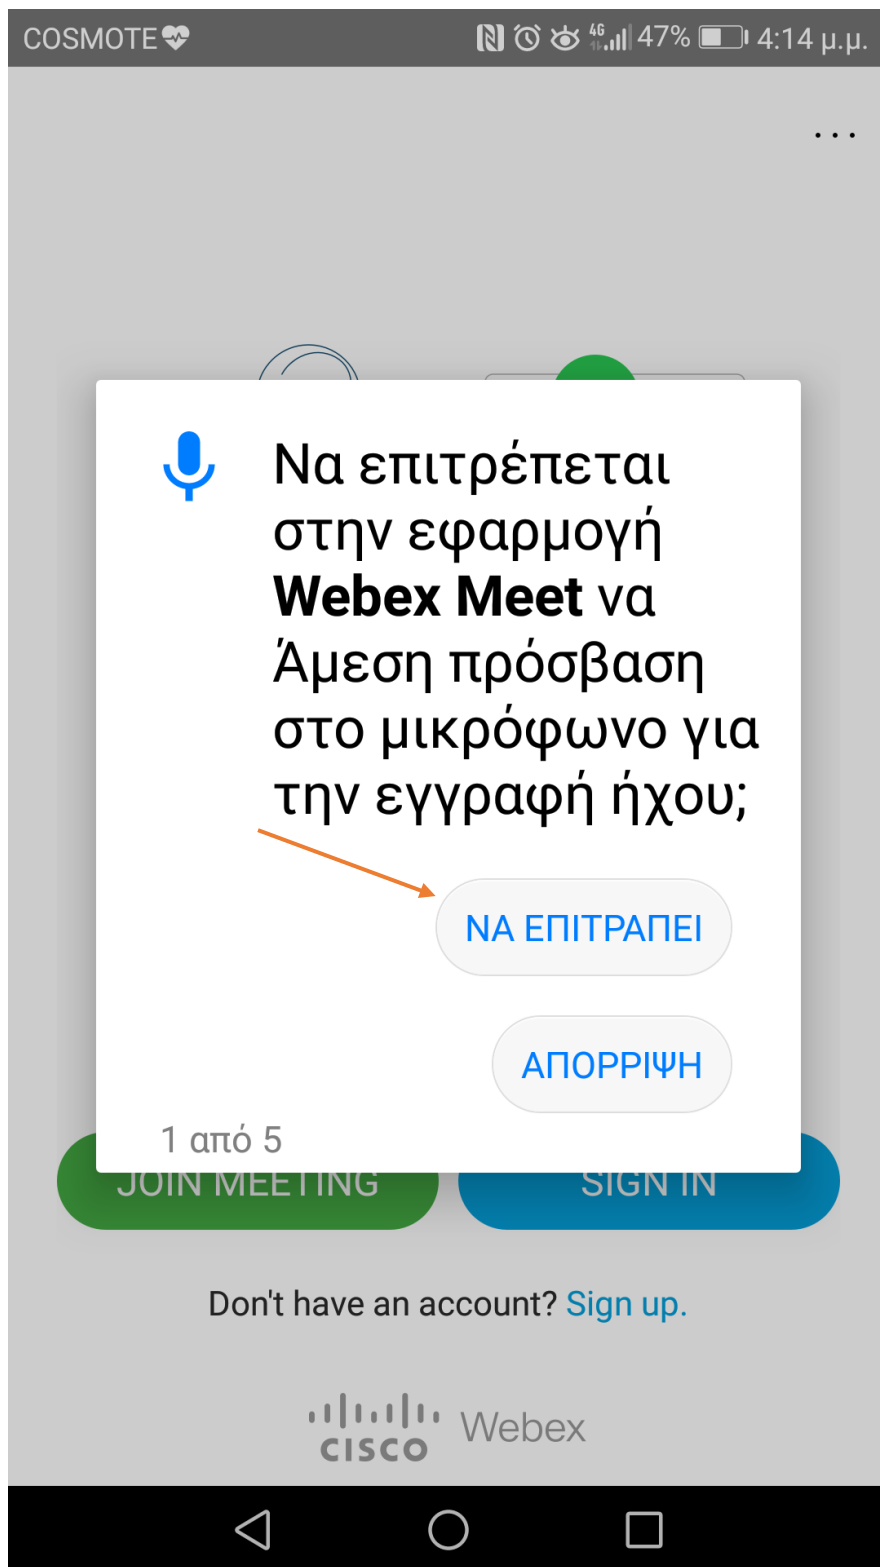 COSMOTE 4G 47% 4:14 μ.μ.
Να επιτρέπεται
στην εφαρμογή
Webex Meet να
Άμεση πρόσβαση
στο μικρόφωνο για
την εγγραφή ήχου;
ΝΑ ΕΠΙΤΡΑΠΕΙ
ΑΠΟΡΡΙΨΗ
1 από 5
JOIN MEETING SIGN IN
Don't have an account? Sign up.
CISCO Webex